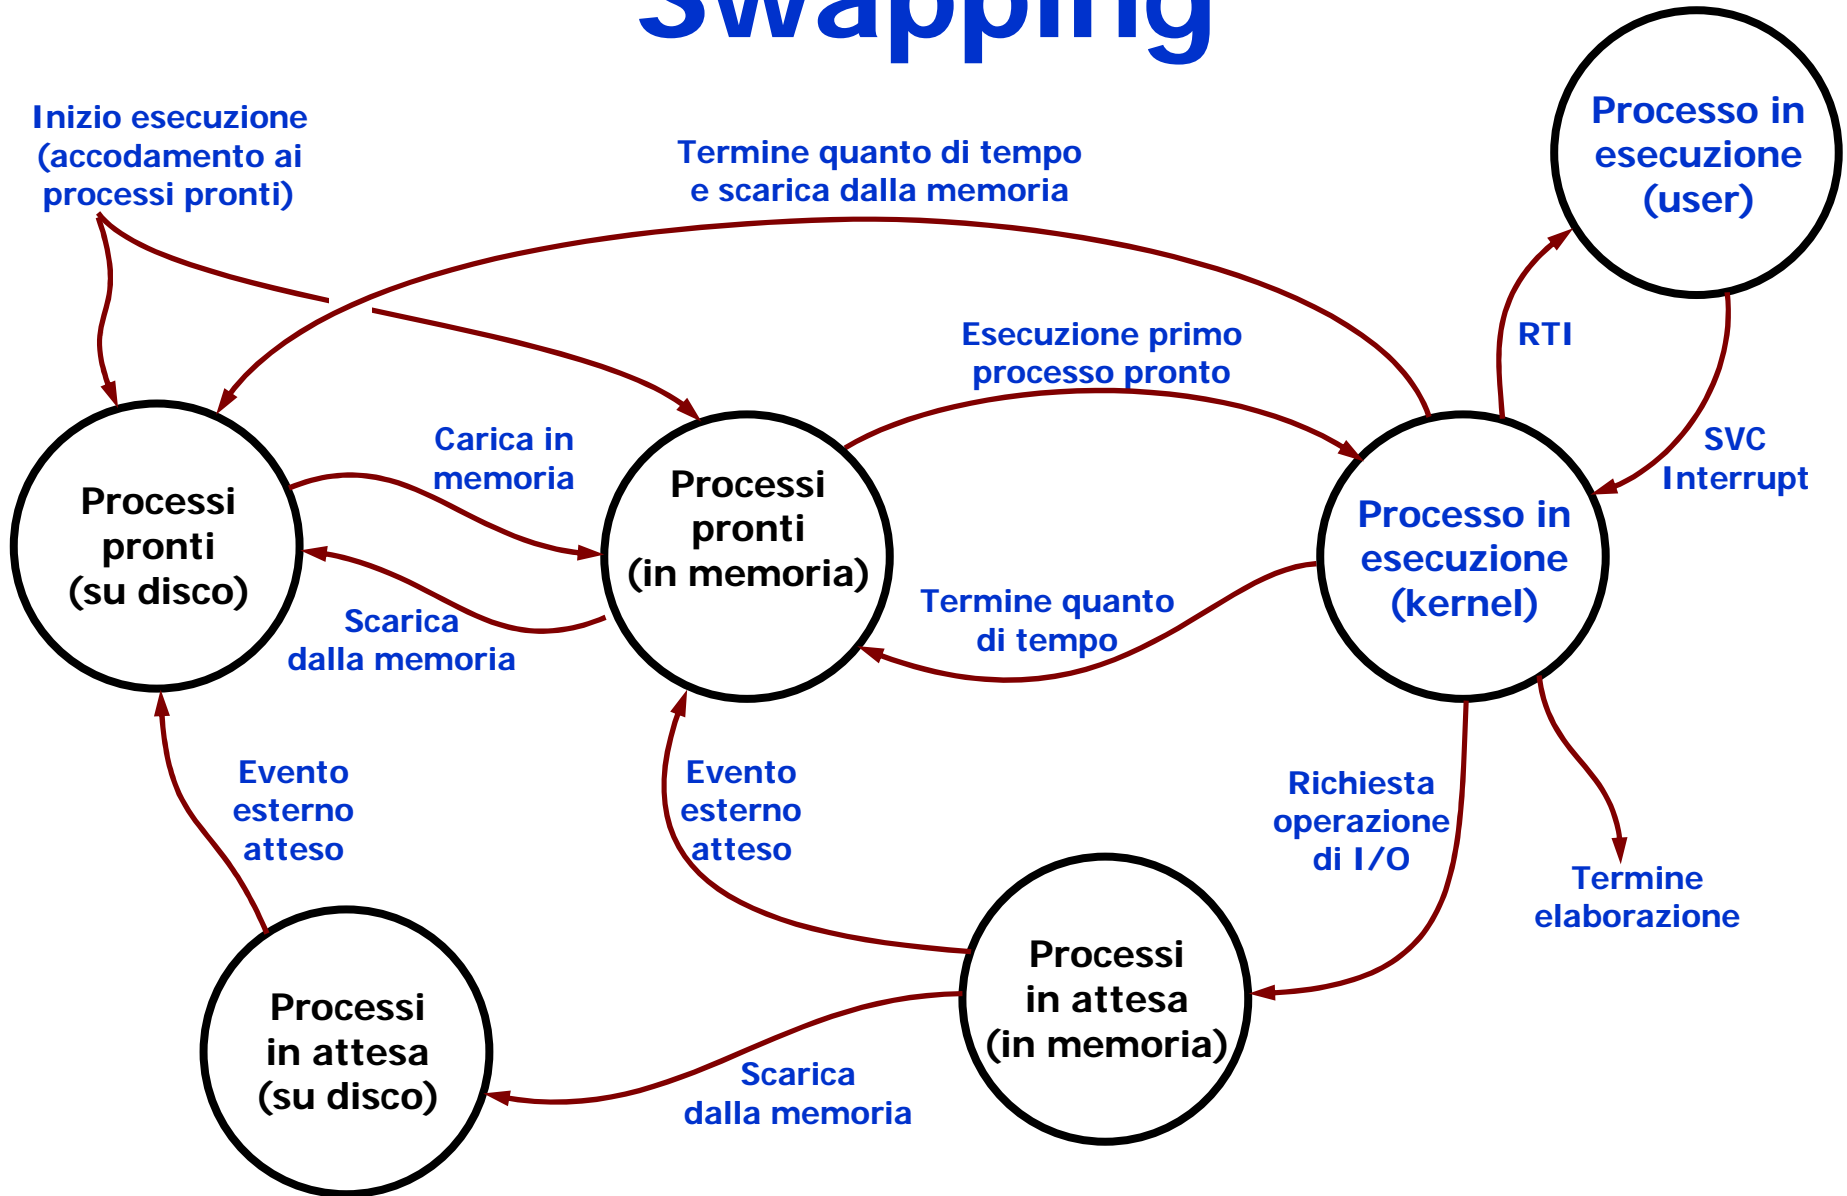 Swapping
Inizio esecuzione
(accodamento ai
processi pronti)
Termine quanto di tempo
e scarica dalla memoria
Processo in
esecuzione
(user)
Esecuzione primo
processo pronto
RTI
SVC
Interrupt
Carica in
memoria
Processi
pronti
(su disco)
Processi
pronti
(in memoria)
Processo in
esecuzione
(kernel)
Scarica
dalla memoria
Termine quanto
di tempo
Evento
esterno
atteso
Evento
esterno
atteso
Richiesta
operazione
di I/O
Termine
elaborazione
Processi
in attesa
(su disco)
Processi
in attesa
(in memoria)
Scarica
dalla memoria